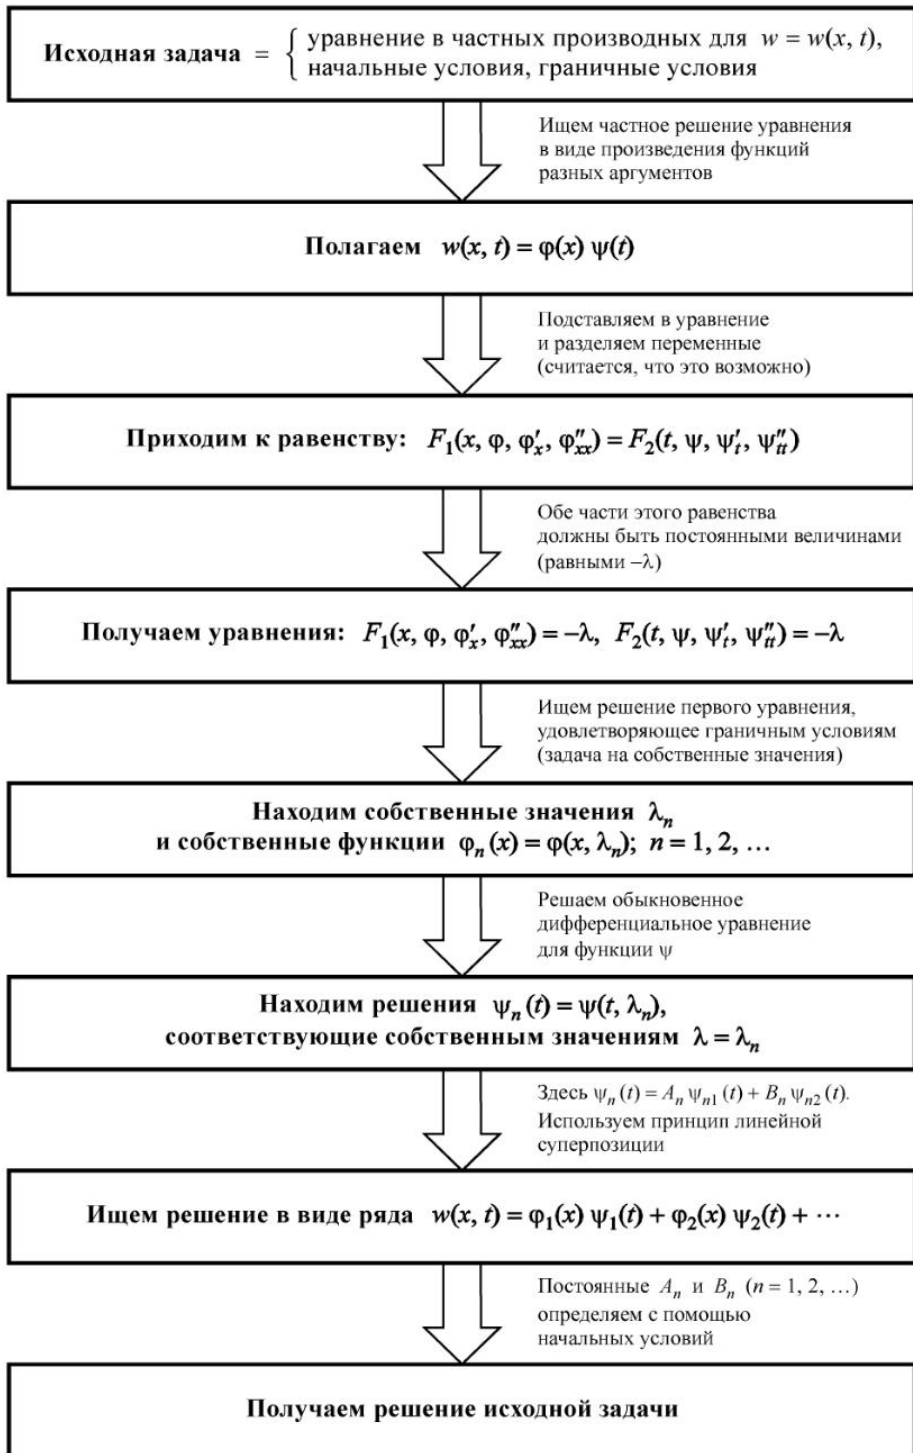 Исходная задача = { уравнение в частных производных для w = w(x, t),
начальные условия, граничные условия
Ищем частное решение уравнения
в виде произведения функций
разных аргументов
Полагаем w(x, t) = φ(x) ψ(t)
Подставляем в уравнение
и разделяем переменные
(считается, что это возможно)
Приходим к равенству: F₁(x, φ, φ′ₓ, φ″ₓₓ) = F₂(t, ψ, ψ′ₜ, ψ″ₜₜ)
Обе части этого равенства
должны быть постоянными величинами
(равными −λ)
Получаем уравнения: F₁(x, φ, φ′ₓ, φ″ₓₓ) = −λ, F₂(t, ψ, ψ′ₜ, ψ″ₜₜ) = −λ
Ищем решение первого уравнения,
удовлетворяющее граничным условиям
(задача на собственные значения)
Находим собственные значения λₙ
и собственные функции φₙ(x) = φ(x, λₙ); n = 1, 2, …
Решаем обыкновенное
дифференциальное уравнение
для функции ψ
Находим решения ψₙ(t) = ψ(t, λₙ),
соответствующие собственным значениям λ = λₙ
Здесь ψₙ(t) = Aₙ ψₙ₁(t) + Bₙ ψₙ₂(t).
Используем принцип линейной
суперпозиции
Ищем решение в виде ряда w(x, t) = φ₁(x) ψ₁(t) + φ₂(x) ψ₂(t) + ⋯
Постоянные Aₙ и Bₙ (n = 1, 2, …)
определяем с помощью
начальных условий
Получаем решение исходной задачи